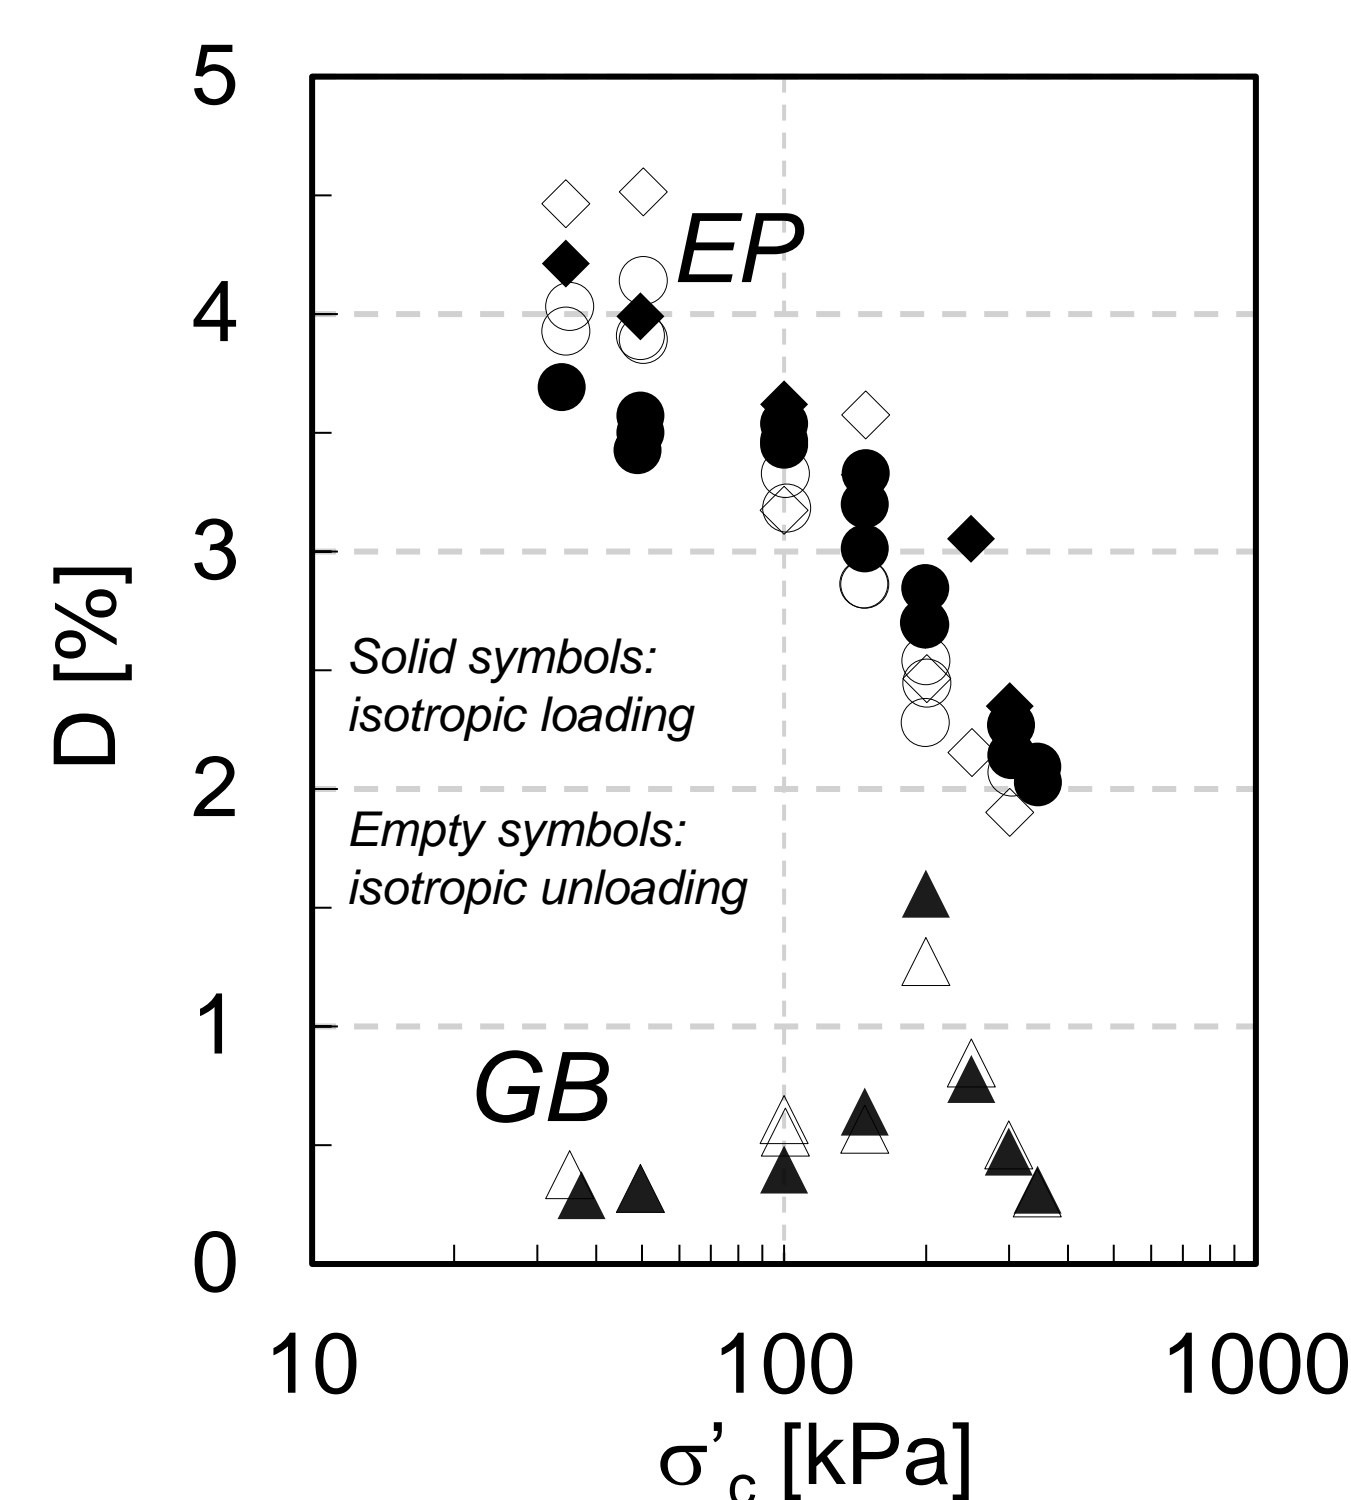 5
EP
4
3
D [%]
Solid symbols:
isotropic loading
2
Empty symbols:
isotropic unloading
1
GB
0
10 100 1000
σ'c [kPa]